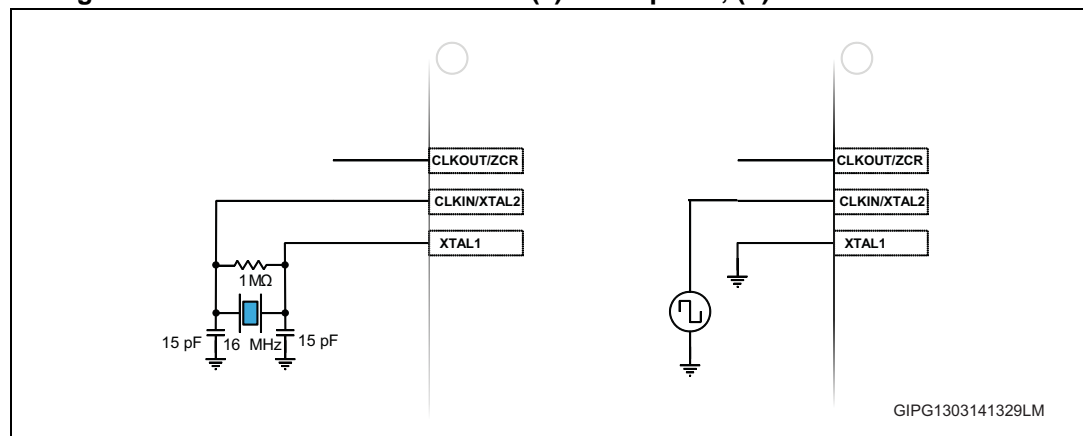 CLKOUT/ZCR
CLKIN/XTAL2
XTAL1
1MΩ
15 pF
16 MHz
15 pF
CLKOUT/ZCR
CLKIN/XTAL2
XTAL1
GIPG1303141329LM